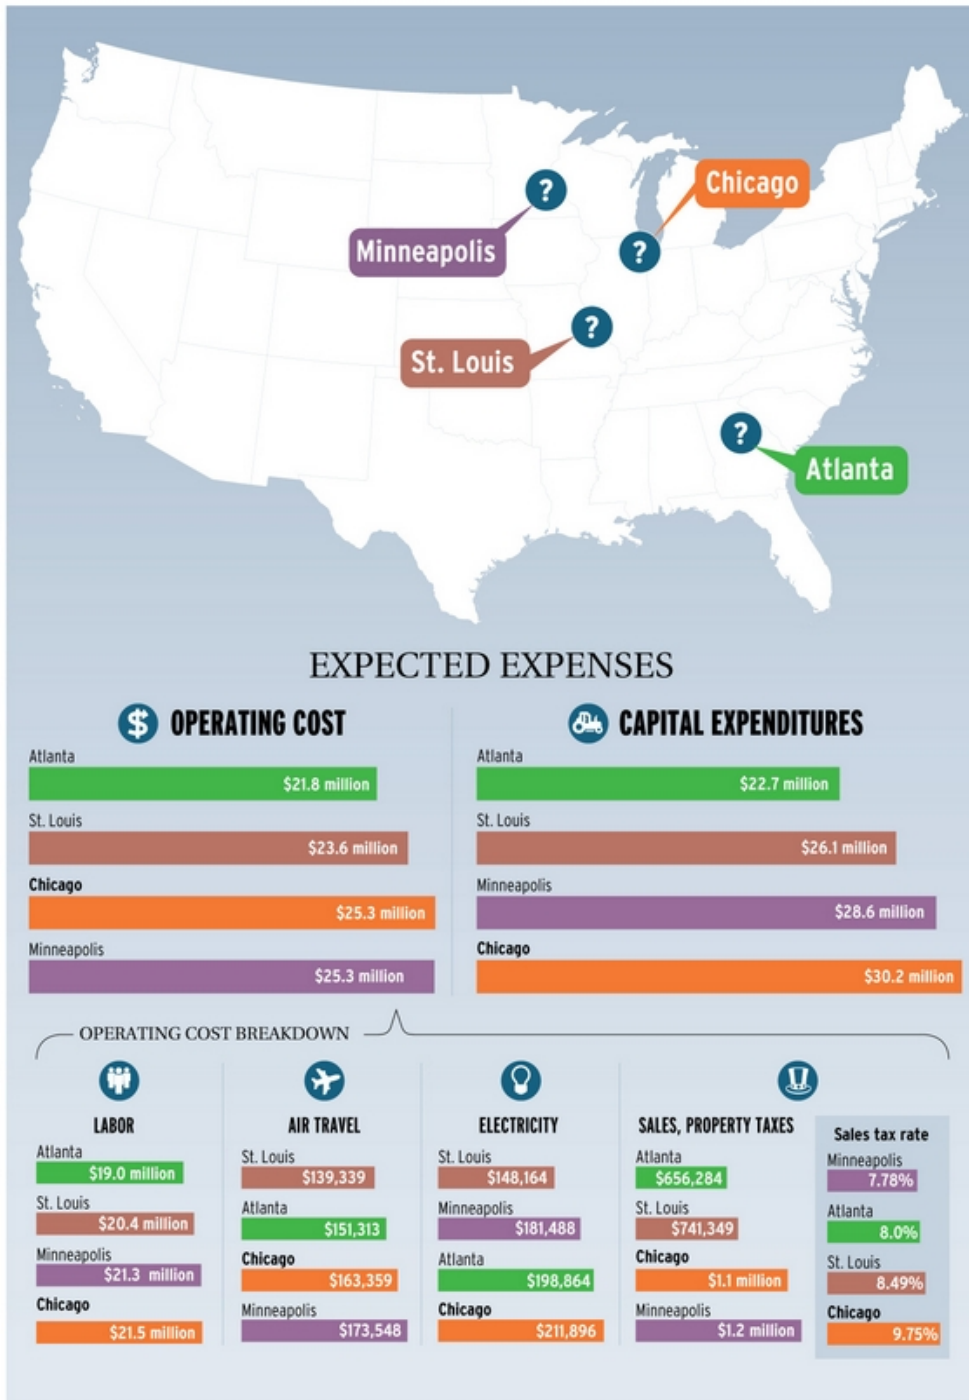 Chicago
Minneapolis
St. Louis
Atlanta
?
?
?
?
EXPECTED EXPENSES
OPERATING COST
Atlanta
$21.8 million
St. Louis
$23.6 million
Chicago
$25.3 million
Minneapolis
$25.3 million
CAPITAL EXPENDITURES
Atlanta
$22.7 million
St. Louis
$26.1 million
Minneapolis
$28.6 million
Chicago
$30.2 million
OPERATING COST BREAKDOWN
LABOR
Atlanta
$19.0 million
St. Louis
$20.4 million
Minneapolis
$21.3 million
Chicago
$21.5 million
AIR TRAVEL
St. Louis
$139,339
Atlanta
$151,313
Chicago
$163,359
Minneapolis
$173,548
ELECTRICITY
St. Louis
$148,164
Minneapolis
$181,488
Atlanta
$198,864
Chicago
$211,896
SALES, PROPERTY TAXES
Atlanta
$656,284
St. Louis
$741,349
Chicago
$1.1 million
Minneapolis
$1.2 million
Sales tax rate
Minneapolis
7.78%
Atlanta
8.0%
St. Louis
8.49%
Chicago
9.75%